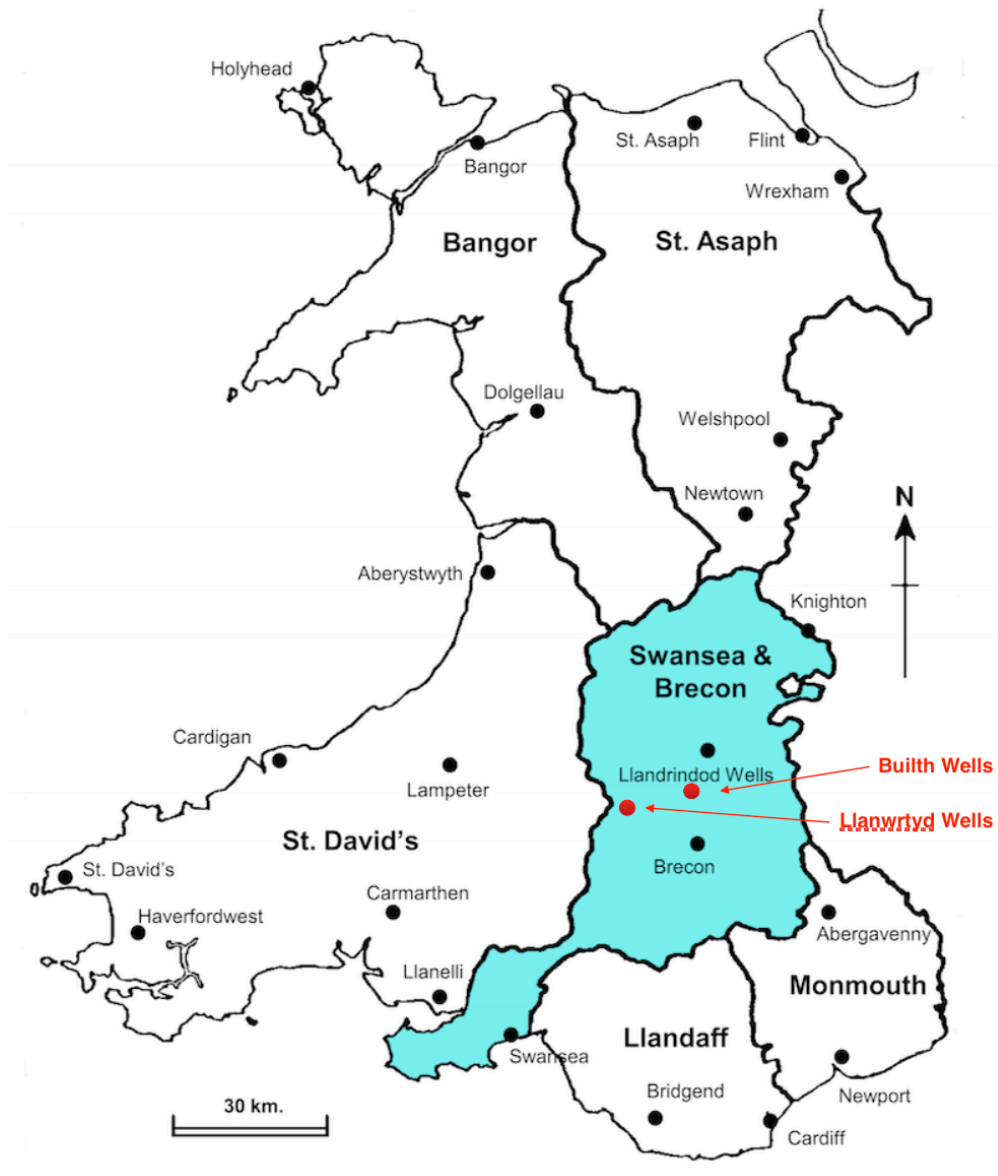 Holyhead
Bangor
St. Asaph
Flint
Wrexham
Bangor
St. Asaph
Dolgellau
Welshpool
Newtown
N
Aberystwyth
Knighton
Swansea &
Brecon
Cardigan
Lampeter
Llandrindod Wells
Builth Wells
Llanwrtyd Wells
St. David's
Brecon
St. David's
Carmarthen
Haverfordwest
Abergavenny
Llanelli
Monmouth
Llandaff
Swansea
Bridgend
Newport
30 km.
Cardiff